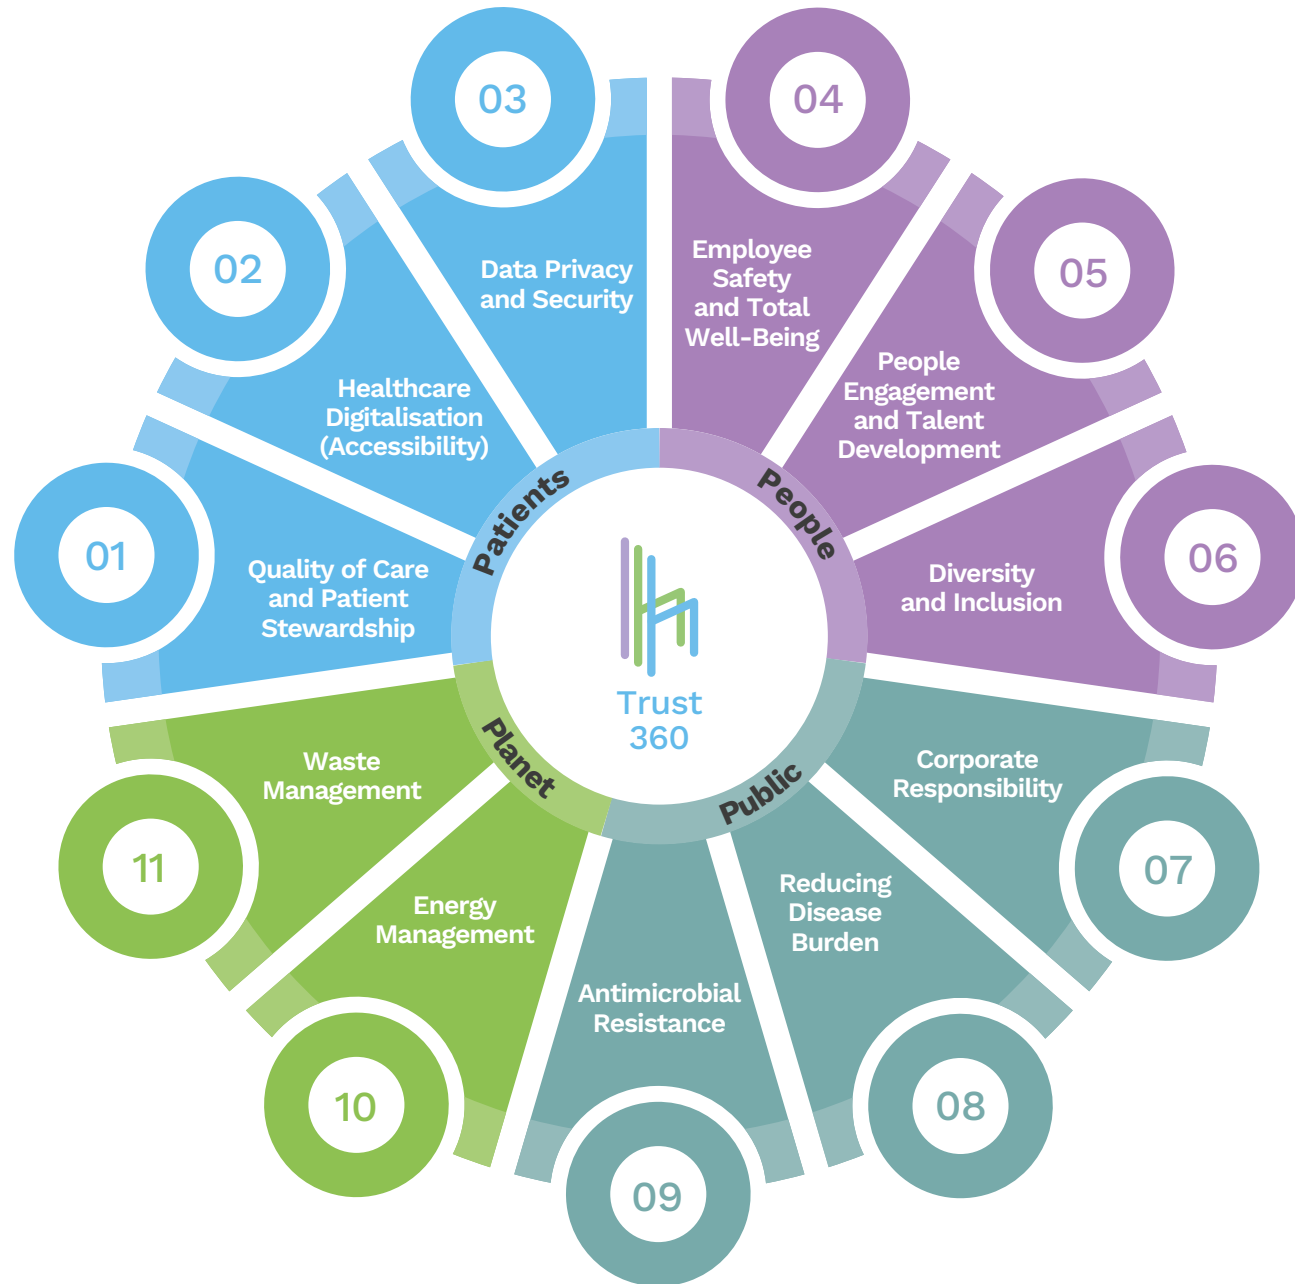 03
Data Privacy
and Security
04
Employee
Safety
and Total
Well-Being
02
Healthcare
Digitalisation
(Accessibility)
05
People
Engagement
and Talent
Development
01
Quality of Care
and Patient
Stewardship
06
Diversity
and Inclusion
Patients
People
Trust
360
Planet
Public
11
Waste
Management
07
Corporate
Responsibility
10
Energy
Management
08
Reducing
Disease
Burden
09
Antimicrobial
Resistance